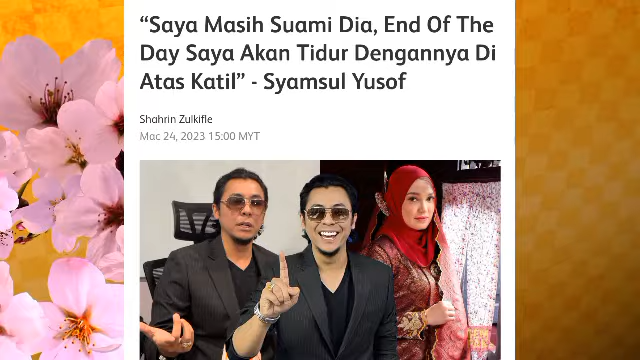 “Saya Masih Suami Dia, End Of The
Day Saya Akan Tidur Dengannya Di
Atas Katil” - Syamsul Yusof
Shahrin Zulkifle
Mac 24, 2023 15:00 MYT